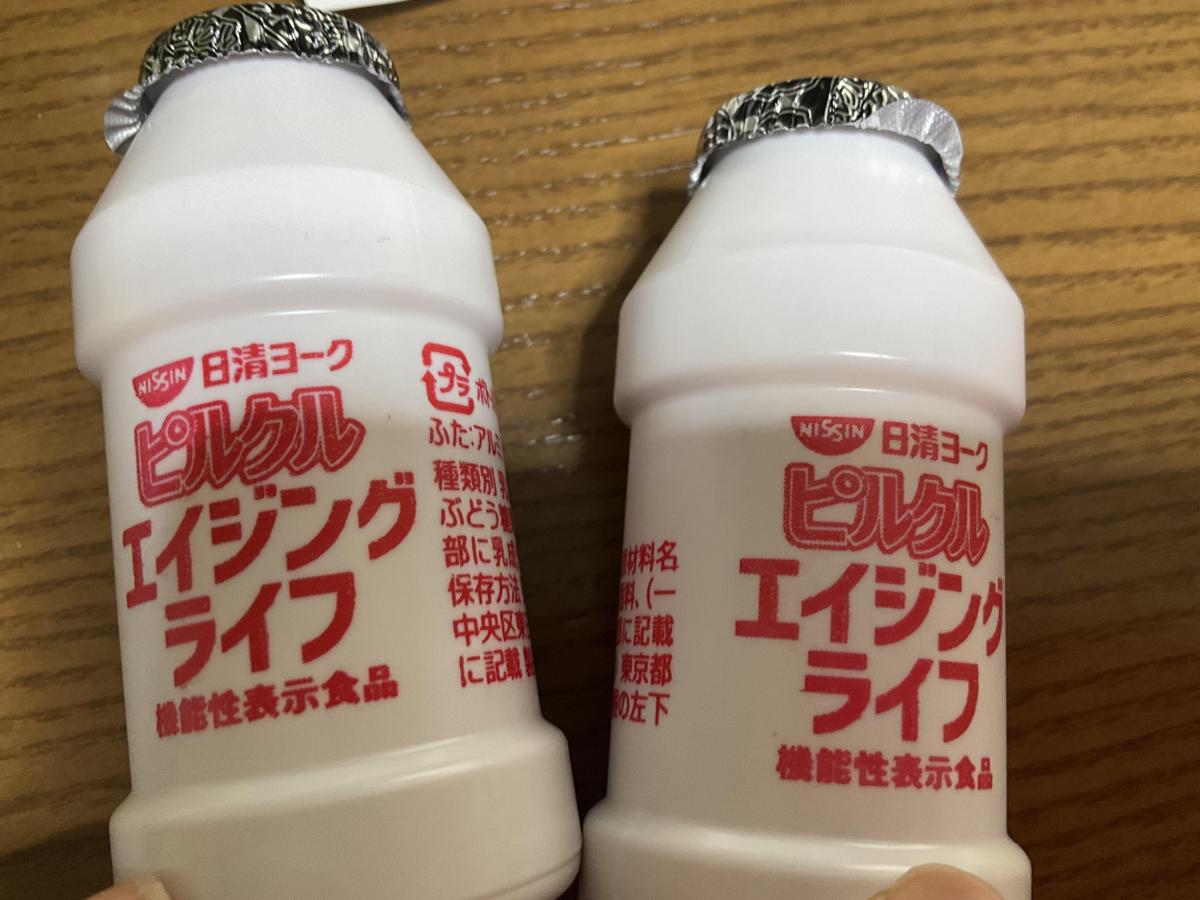 NISSIN 日清ヨーク
ピルクル
エイジング
ライフ
機能性表示食品
プラ
ふた:アルミ
種類別
ぶどう
部に乳成
保存方法
中央区東
に記載
NISSIN 日清ヨーク
ピルクル
エイジング
ライフ
機能性表示食品
材料名
料、(一
に記載
東京都
の左下